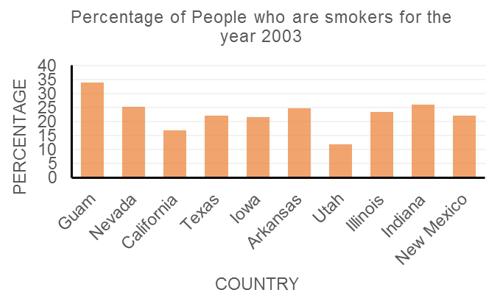 Percentage of People who are smokers for the
year 2003
PERCENTAGE
40
35
30
25
20
15
10
5
0
Guam
Nevada
California
Texas
Iowa
Arkansas
Utah
Illinois
Indiana
New Mexico
COUNTRY